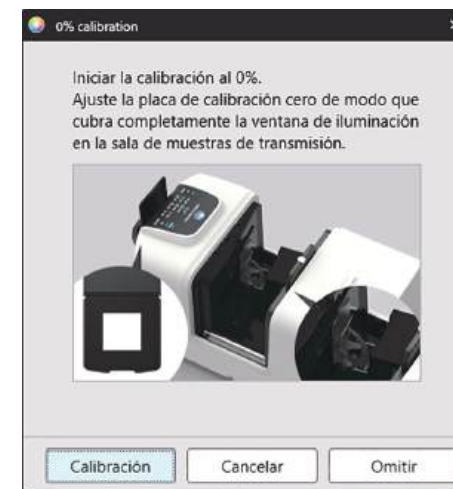 0% calibration
Iniciar la calibración al 0%.
Ajuste la placa de calibración cero de modo que
cubra completamente la ventana de iluminación
en la sala de muestras de transmisión.
Calibración
Cancelar
Omitir